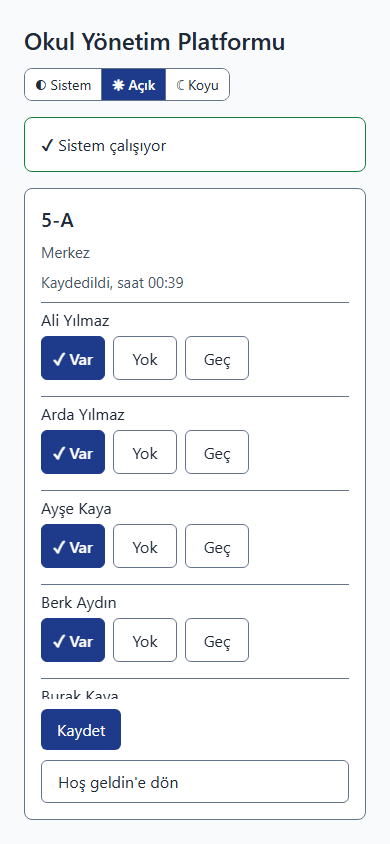 Okul Yönetim Platformu
Sistem Açık Koyu
✓ Sistem çalışıyor
5-A
Merkez
Kaydedildi, saat 00:39
Ali Yılmaz
✓ Var Yok Geç
Arda Yılmaz
✓ Var Yok Geç
Ayşe Kaya
✓ Var Yok Geç
Berk Aydın
✓ Var Yok Geç
Burak Kaya
Kaydet
Hoş geldin'e dön